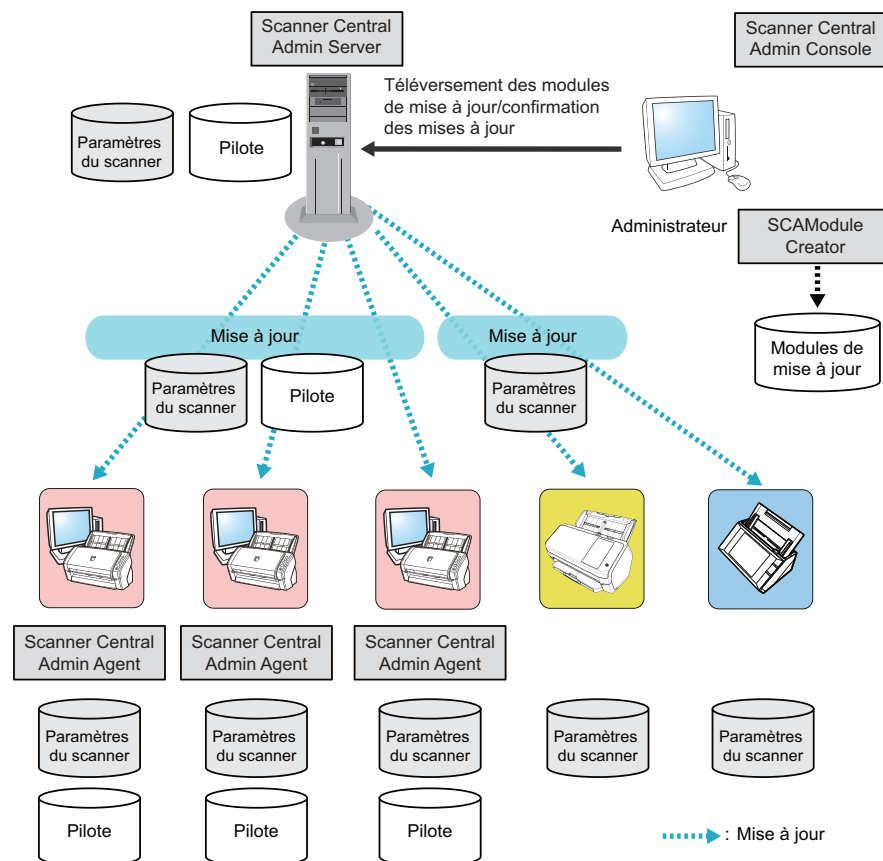 Scanner Central
Admin Server
Scanner Central
Admin Console
Téléversement des modules
de mise à jour/confirmation
des mises à jour
Paramètres
du scanner
Pilote
Administrateur
SCAModule
Creator
Mise à jour
Mise à jour
Modules de
mise à jour
Paramètres
du scanner
Pilote
Paramètres
du scanner
Scanner Central
Admin Agent
Scanner Central
Admin Agent
Scanner Central
Admin Agent
Paramètres
du scanner
Paramètres
du scanner
Paramètres
du scanner
Paramètres
du scanner
Paramètres
du scanner
Pilote
Pilote
Pilote
: Mise à jour